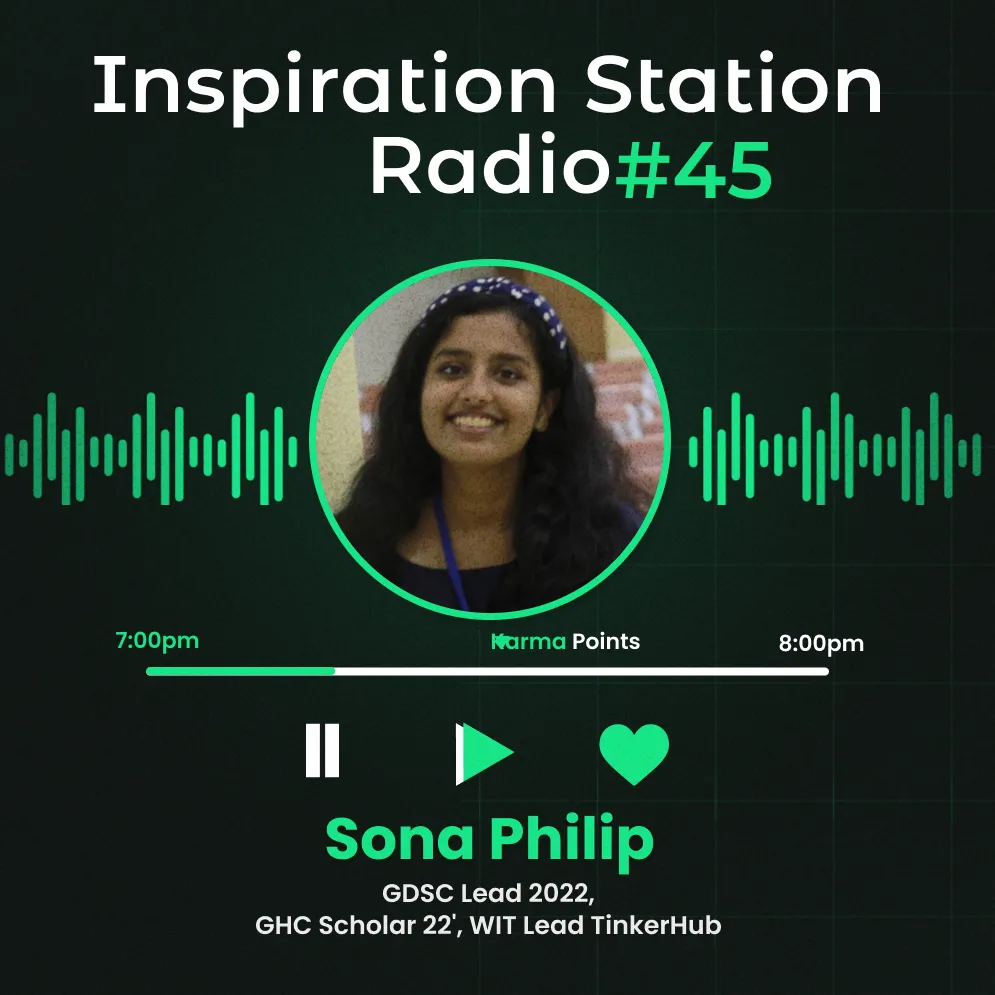 Inspiration Station
Radio#45
7:00pm
Karma Points
8:00pm
Sona Philip
GDSC Lead 2022,
GHC Scholar 22', WIT Lead TinkerHub